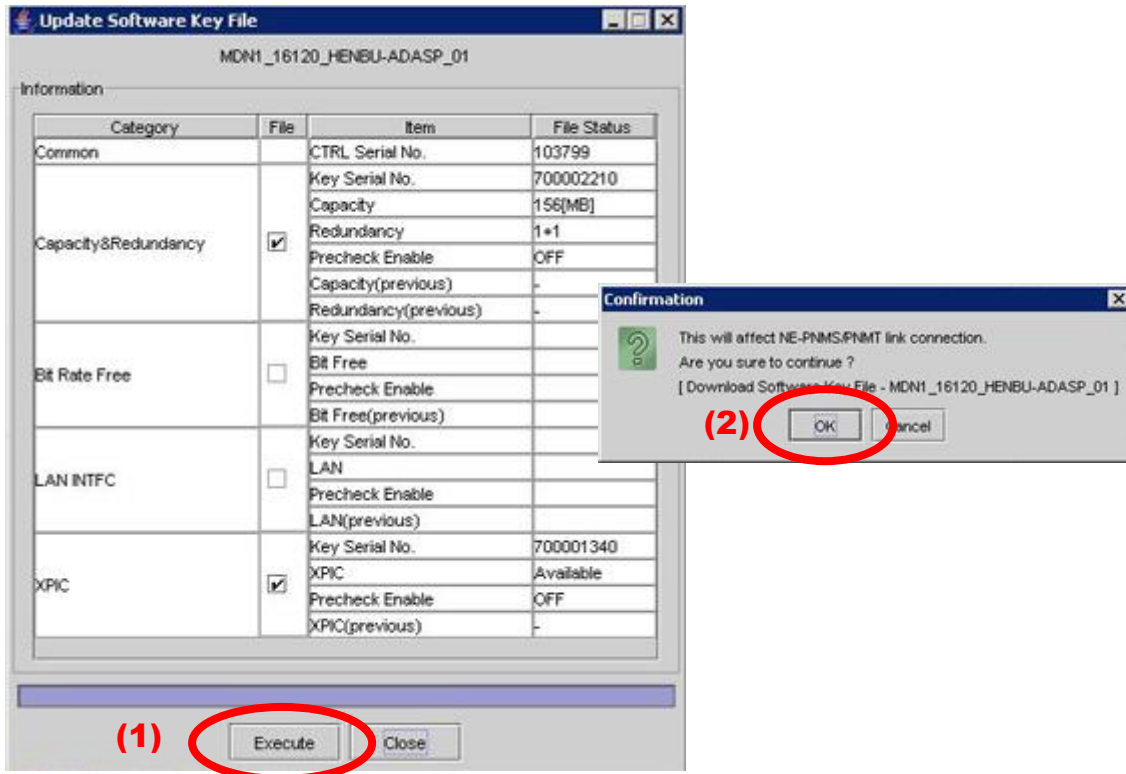 Update Software Key File
MDN1_16120_HENBU-ADASP_01
Information
Category File Item File Status
Common CTRL Serial No. 103799
Capacity&Redundancy
Key Serial No. 700002210
Capacity 156[MB]
Redundancy 1+1
Precheck Enable OFF
Capacity(previous) -
Redundancy(previous) -
Bit Rate Free
Key Serial No.
Bit Free
Precheck Enable
Bit Free(previous)
LAN INTFC
Key Serial No.
LAN
Precheck Enable
LAN(previous)
XPIC
Key Serial No. 700001340
XPIC Available
Precheck Enable OFF
XPIC(previous) -
(1) Execute Close
Confirmation
This will affect NE-PNMS/PNMT link connection.
Are you sure to continue ?
[ Download Software Key File - MDN1_16120_HENBU-ADASP_01 ]
(2) OK Cancel